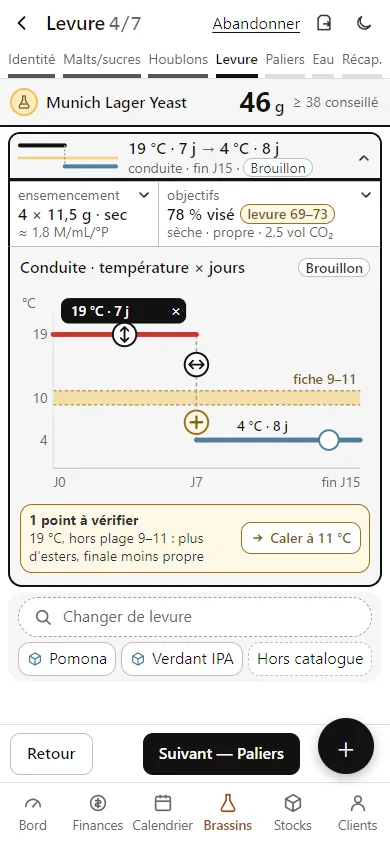 Levure 4/7
Abandonner
Identité Malts/sucres Houblons Levure Paliers Eau Récap.
Munich Lager Yeast
46 g ≥ 38 conseillé
19 °C · 7 j → 4 °C · 8 j
conduite · fin J15 · Brouillon
ensemencement
4 × 11,5 g · sec
≈ 1,8 M/mL/°P
objectifs
78 % visé levure 69–73
sèche · propre · 2,5 vol CO₂
Conduite · température × jours
Brouillon
°C
19 °C · 7 j ×
19
fiche 9–11
10
4 °C · 8 j
4
J0 J7 fin J15
1 point à vérifier
19 °C, hors plage 9–11 : plus
d'esters, finale moins propre
→ Caler à 11 °C
Changer de levure
Pomona
Verdant IPA
Hors catalogue
Retour
Suivant — Paliers
+
Bord Finances Calendrier Brassins Stocks Clients